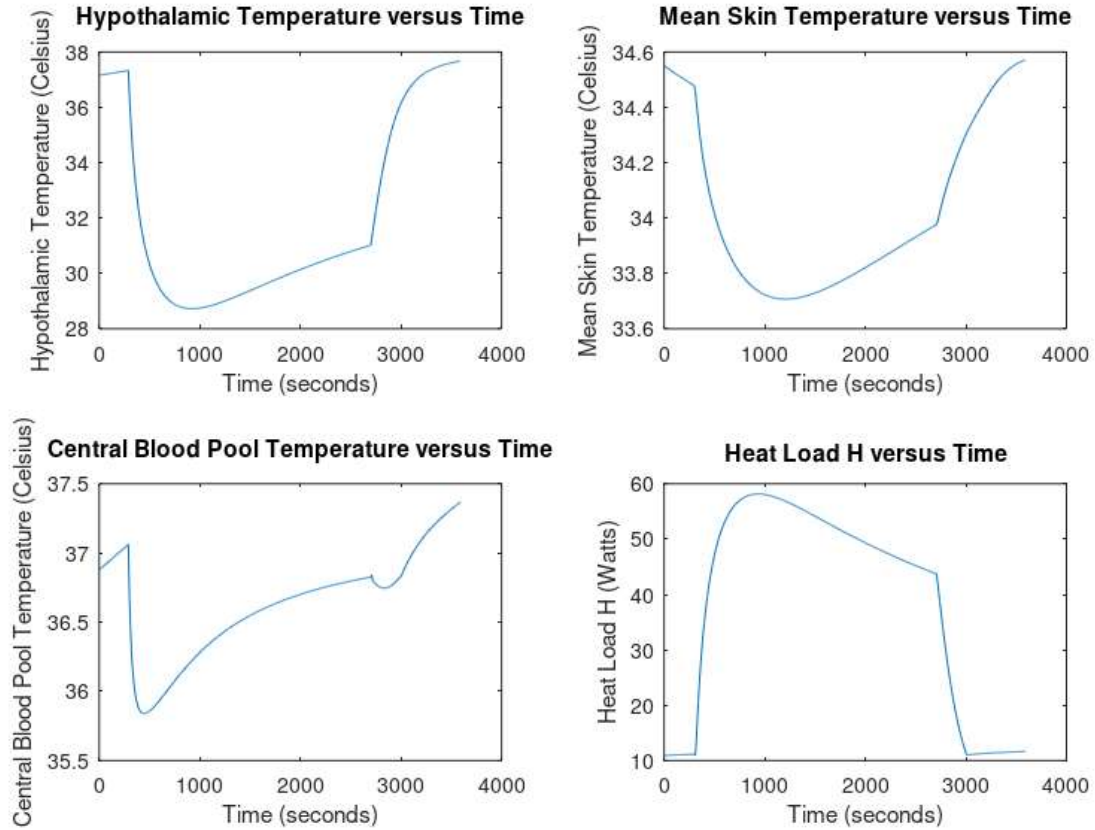 Hypothalamic Temperature versus Time
Hypothalamic Temperature (Celsius)
38
36
34
32
30
28
0 1000 2000 3000 4000
Time (seconds)
Mean Skin Temperature versus Time
Mean Skin Temperature (Celsius)
34.6
34.4
34.2
34
33.8
33.6
0 1000 2000 3000 4000
Time (seconds)
Central Blood Pool Temperature versus Time
Central Blood Pool Temperature (Celsius)
37.5
37
36.5
36
35.5
0 1000 2000 3000 4000
Time (seconds)
Heat Load H versus Time
Heat Load H (Watts)
60
50
40
30
20
10
0 1000 2000 3000 4000
Time (seconds)